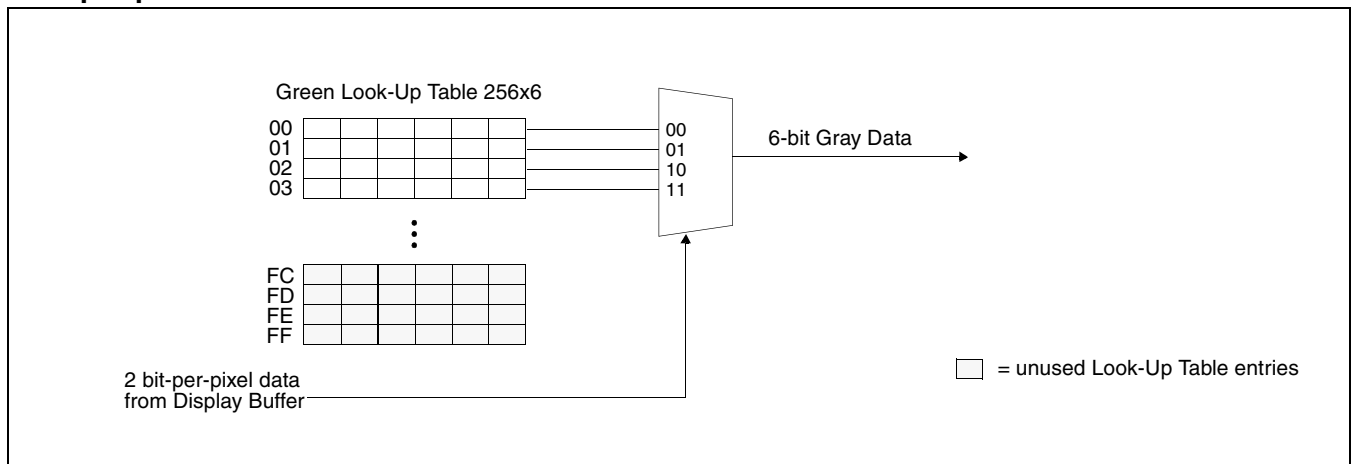 Green Look-Up Table 256x6
00
01
02
03
00
01
10
11
6-bit Gray Data
FC
FD
FE
FF
2 bit-per-pixel data
from Display Buffer
= unused Look-Up Table entries